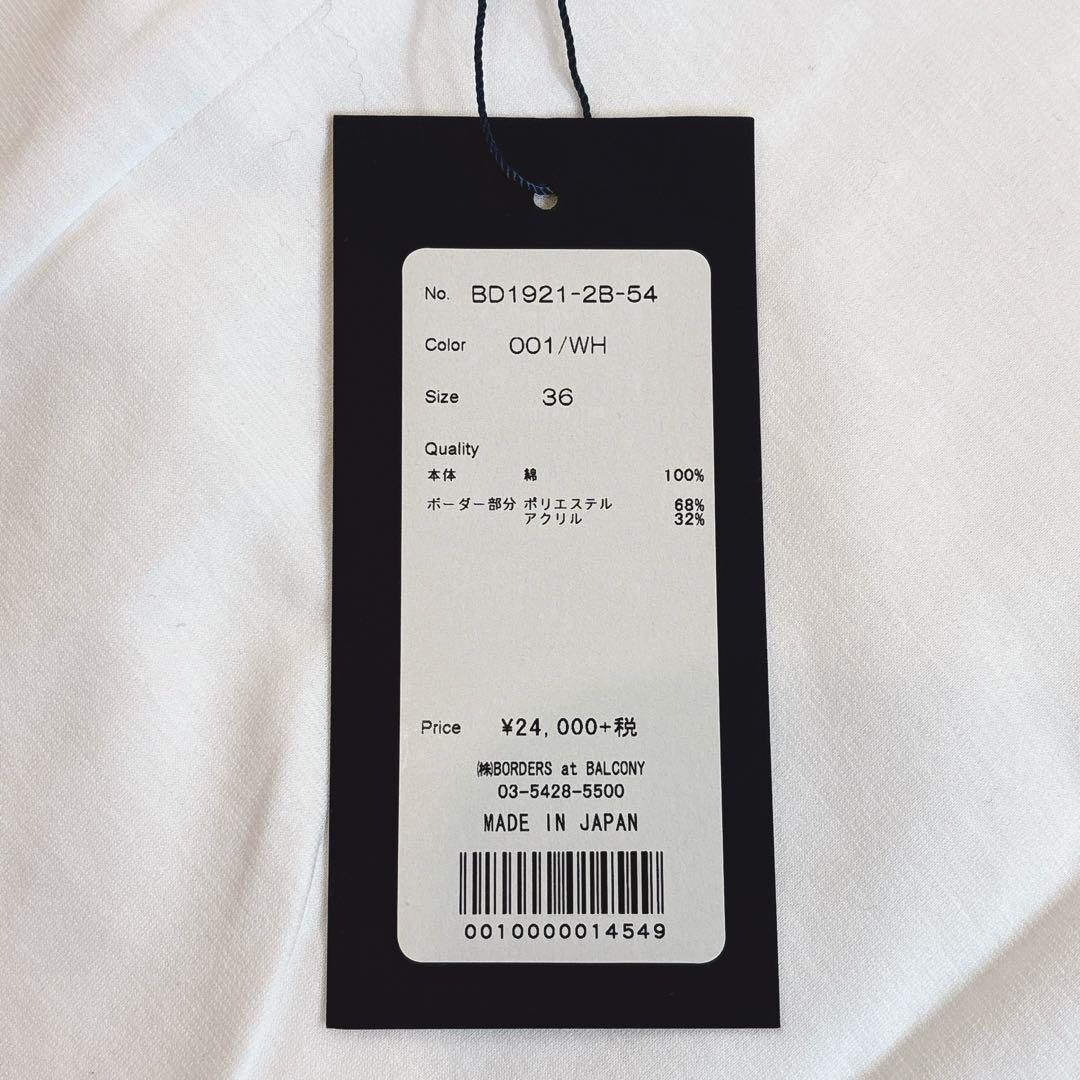 No. BD1921-2B-54
Color 001/WH
Size 36
Quality
本体 綿 100%
ボーダー部分 ポリエステル 68%
アクリル 32%
Price ¥24,000+税
㈱BORDERS at BALCONY
03-5428-5500
MADE IN JAPAN
0010000014549